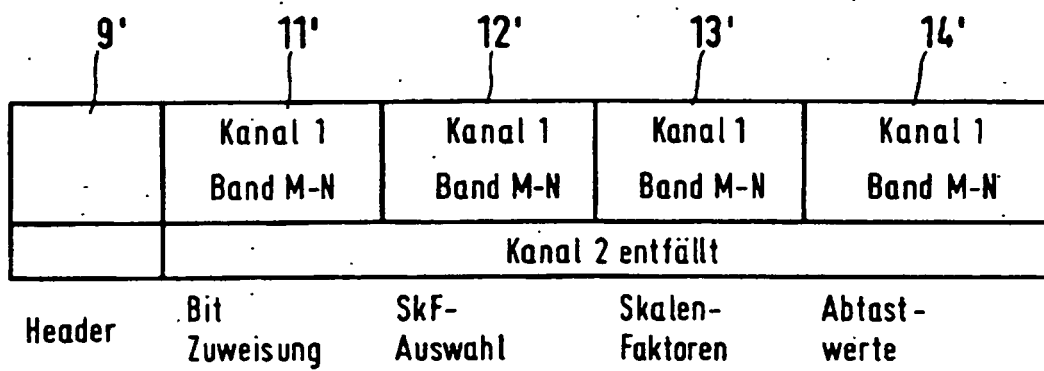 9' 11' 12' 13' 14'
Kanal 1 Kanal 1 Kanal 1 Kanal 1
Band M-N Band M-N Band M-N Band M-N
Kanal 2 entfällt
Header Bit SkF- Skalen- Abtast-
Zuweisung Auswahl Faktoren werte